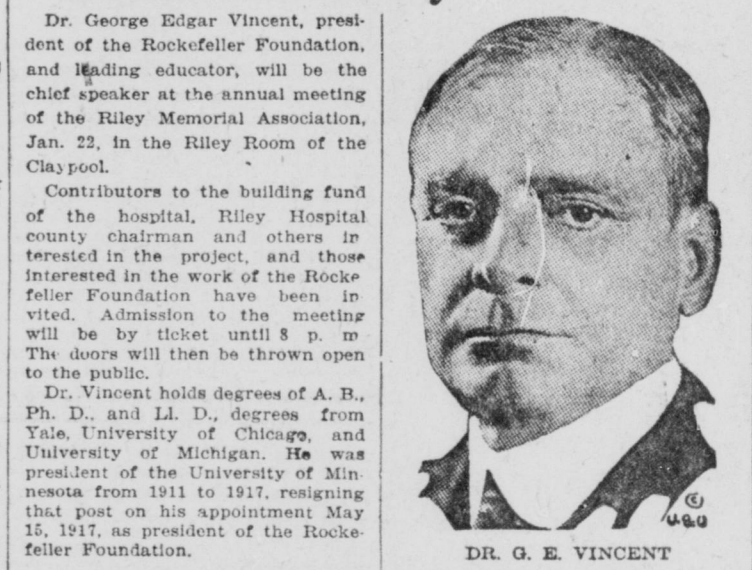 Dr. George Edgar Vincent, presi-
dent of the Rockefeller Foundation,
and leading educator, will be the
chief speaker at the annual meeting
of the Riley Memorial Association,
Jan. 22, in the Riley Room of the
Claypool.
Contributors to the building fund
of the hospital, Riley Hospital
county chairman and others in
terested in the project, and those
interested in the work of the Rocke
feller Foundation have been in
vited. Admission to the meeting
will be by ticket until 8 p. m
The doors will then be thrown open
to the public.
Dr. Vincent holds degrees of A. B.,
Ph. D., and Ll. D., degrees from
Yale, University of Chicago, and
University of Michigan. He was
president of the University of Min-
nesota from 1911 to 1917, resigning
that post on his appointment May
15, 1917, as president of the Rocke-
feller Foundation.
©
U&U
DR. G. E. VINCENT